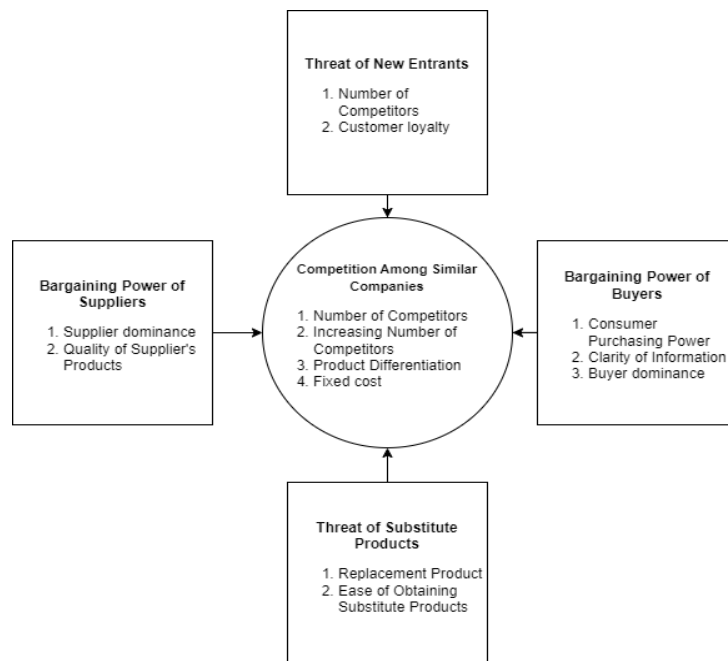 Threat of New Entrants
1. Number of
Competitors
2. Customer loyalty
Bargaining Power of
Suppliers
1. Supplier dominance
2. Quality of Supplier's
Products
Competition Among Similar
Companies
1. Number of Competitors
2. Increasing Number of
Competitors
3. Product Differentiation
4. Fixed cost
Bargaining Power of
Buyers
1. Consumer
Purchasing Power
2. Clarity of Information
3. Buyer dominance
Threat of Substitute
Products
1. Replacement Product
2. Ease of Obtaining
Substitute Products